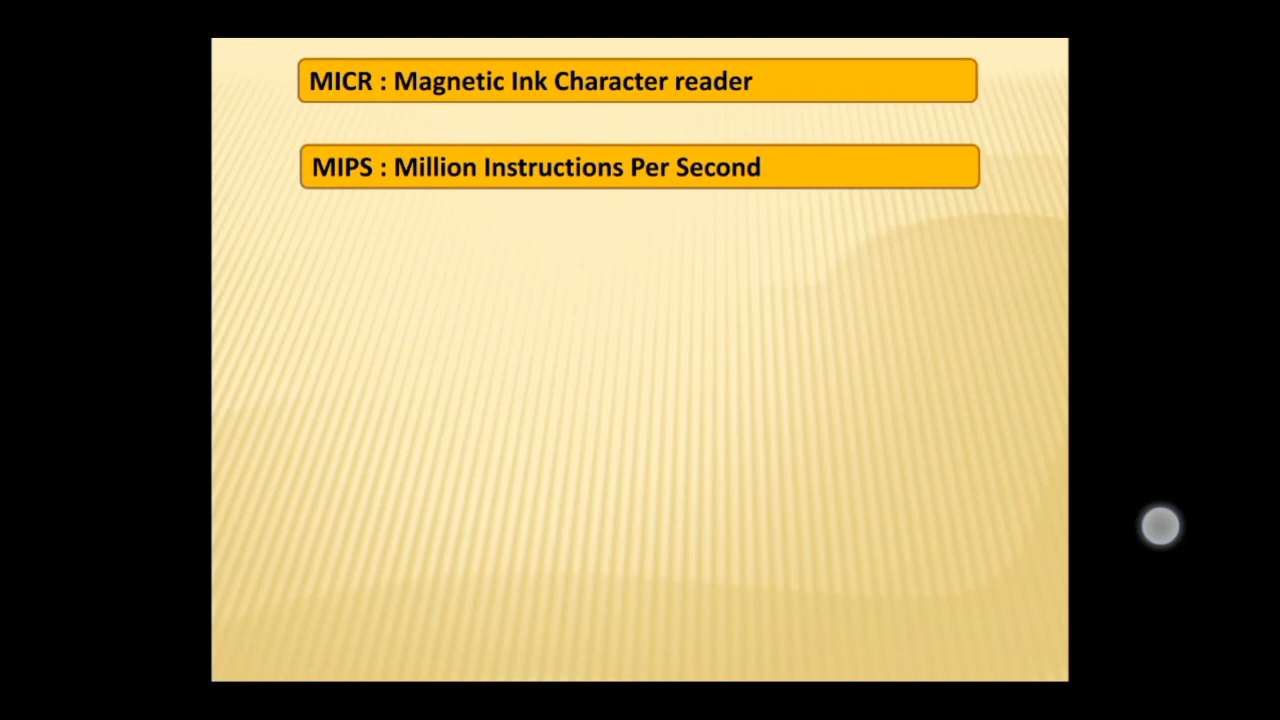 MICR : Magnetic Ink Character reader
MIPS : Million Instructions Per Second